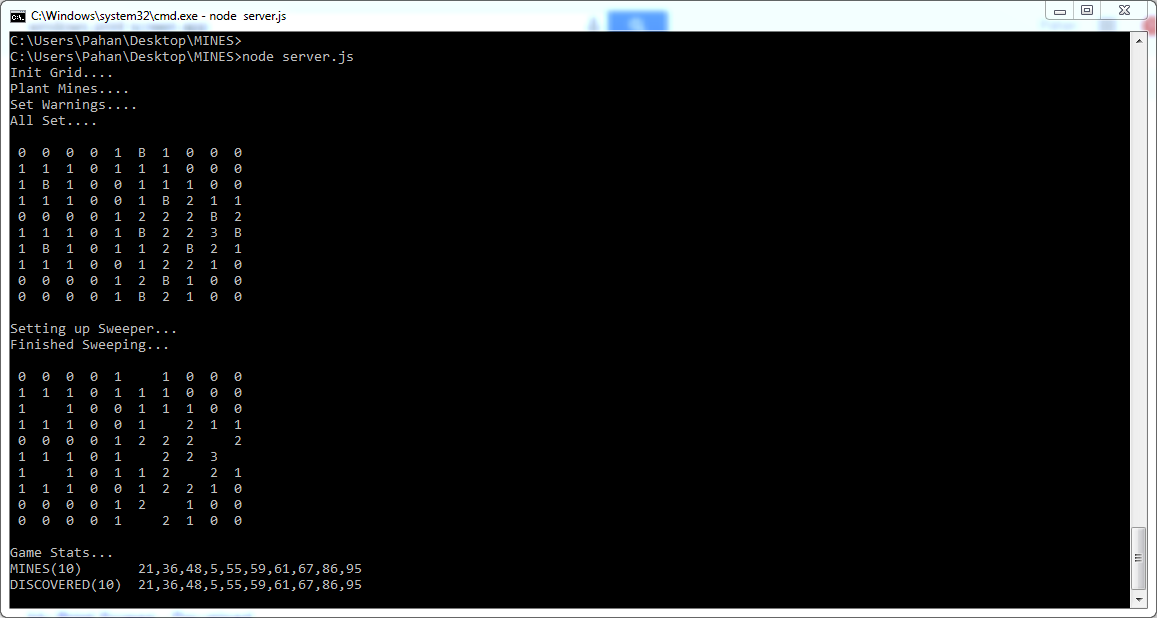 C:\Windows\system32\cmd.exe - node  server.js
C:\Users\Pahan\Desktop\MINES>
C:\Users\Pahan\Desktop\MINES>node server.js
Init Grid....
Plant Mines....
Set Warnings....
All Set....
0  0  0  0  1  B  1  0  0  0
1  1  1  0  1  1  1  0  0  0
1  B  1  0  0  1  1  1  0  0
1  1  1  0  0  1  B  2  1  1
0  0  0  0  1  2  2  2  B  2
1  1  1  0  1  B  2  2  3  B
1  B  1  0  1  1  2  B  2  1
1  1  1  0  0  1  2  2  1  0
0  0  0  0  1  2  B  1  0  0
0  0  0  0  1  B  2  1  0  0
Setting up Sweeper...
Finished Sweeping...
0  0  0  0  1     1  0  0  0
1  1  1  0  1  1  1  0  0  0
1     1  0  0  1  1  1  0  0
1  1  1  0  0  1     2  1  1
0  0  0  0  1  2  2  2     2
1  1  1  0  1     2  2  3
1     1  0  1  1  2     2  1
1  1  1  0  0  1  2  2  1  0
0  0  0  0  1  2     1  0  0
0  0  0  0  1     2  1  0  0
Game Stats...
MINES(10)       21,36,48,5,55,59,61,67,86,95
DISCOVERED(10)  21,36,48,5,55,59,61,67,86,95